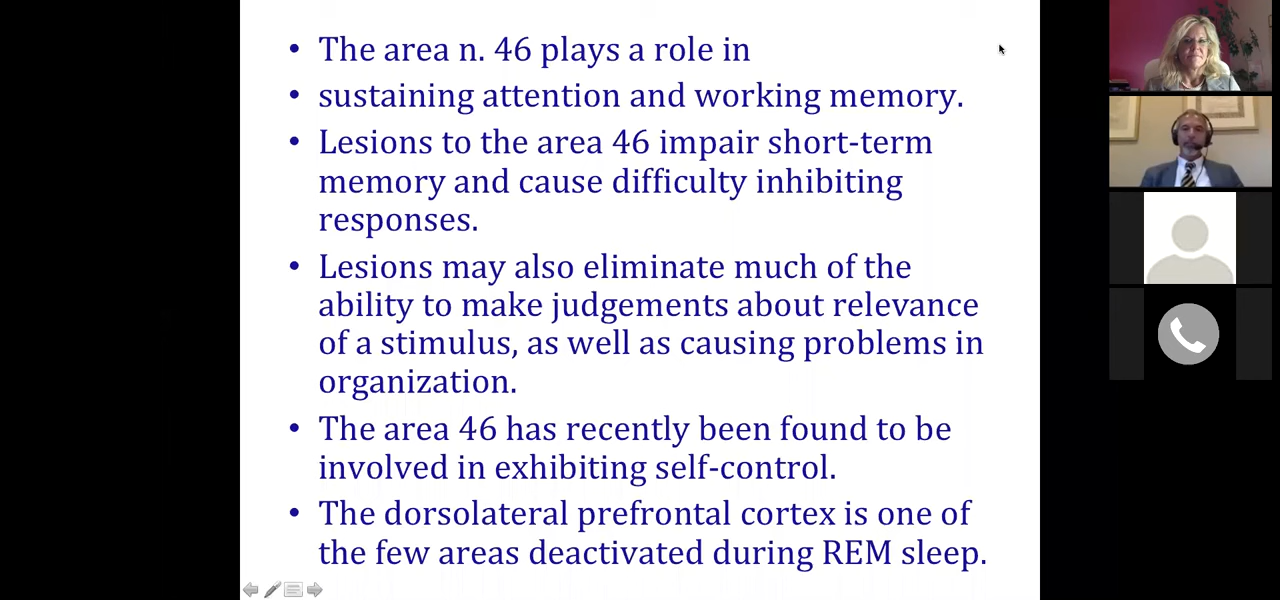 • The area n. 46 plays a role in
• sustaining attention and working memory.
• Lesions to the area 46 impair short-term
memory and cause difficulty inhibiting
responses.
• Lesions may also eliminate much of the
ability to make judgements about relevance
of a stimulus, as well as causing problems in
organization.
• The area 46 has recently been found to be
involved in exhibiting self-control.
• The dorsolateral prefrontal cortex is one of
the few areas deactivated during REM sleep.